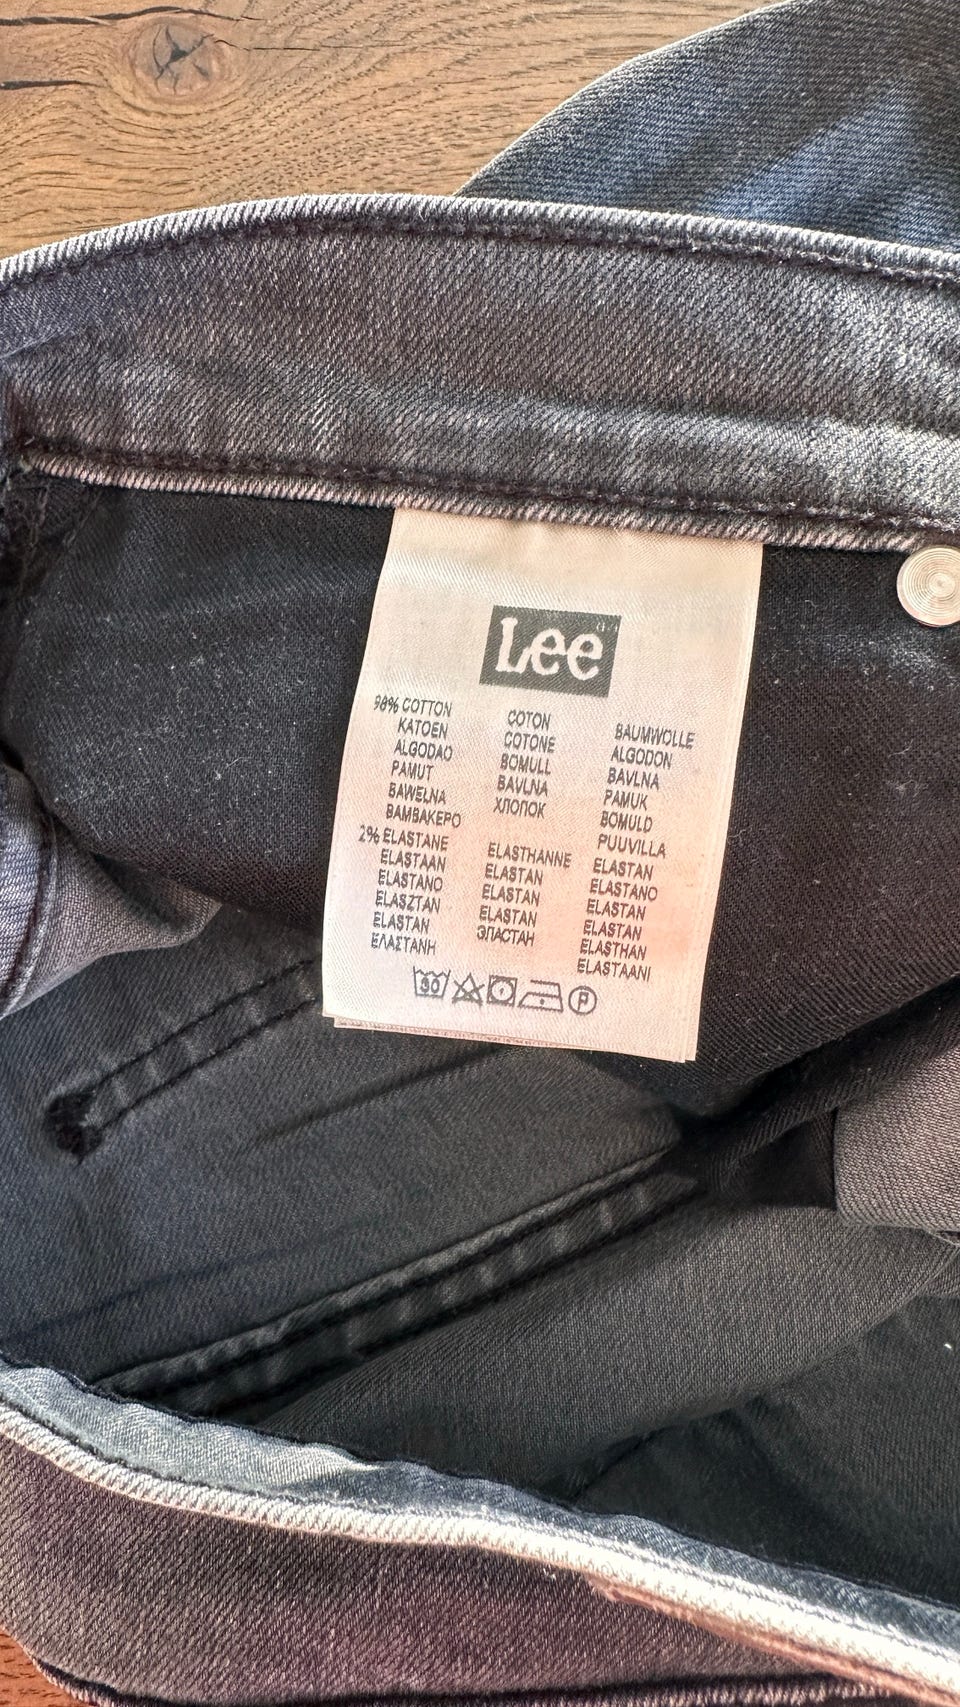 Lee
98% COTTON COTON BAUMWOLLE
KATOEN COTONE ALGODON
ALGODAO BOMULL BAVLNA
PAMUT BAVLNA PAMUK
BAWEŁNA ХЛОПОК BOMULD
ΒΑΜΒΑΚΕΡΟ PUUVILLA
2% ELASTANE ELASTHANNE ELASTAN
ELASTAAN ELASTAN ELASTANO
ELASTANO ELASTAN ELASTAN
ELASZTAN ELASTAN ELASTAN
ELASTAN ЭЛАСТАН ELASTHAN
ΕΛΑΣΤΑΝΗ ELASTAANI
30 P